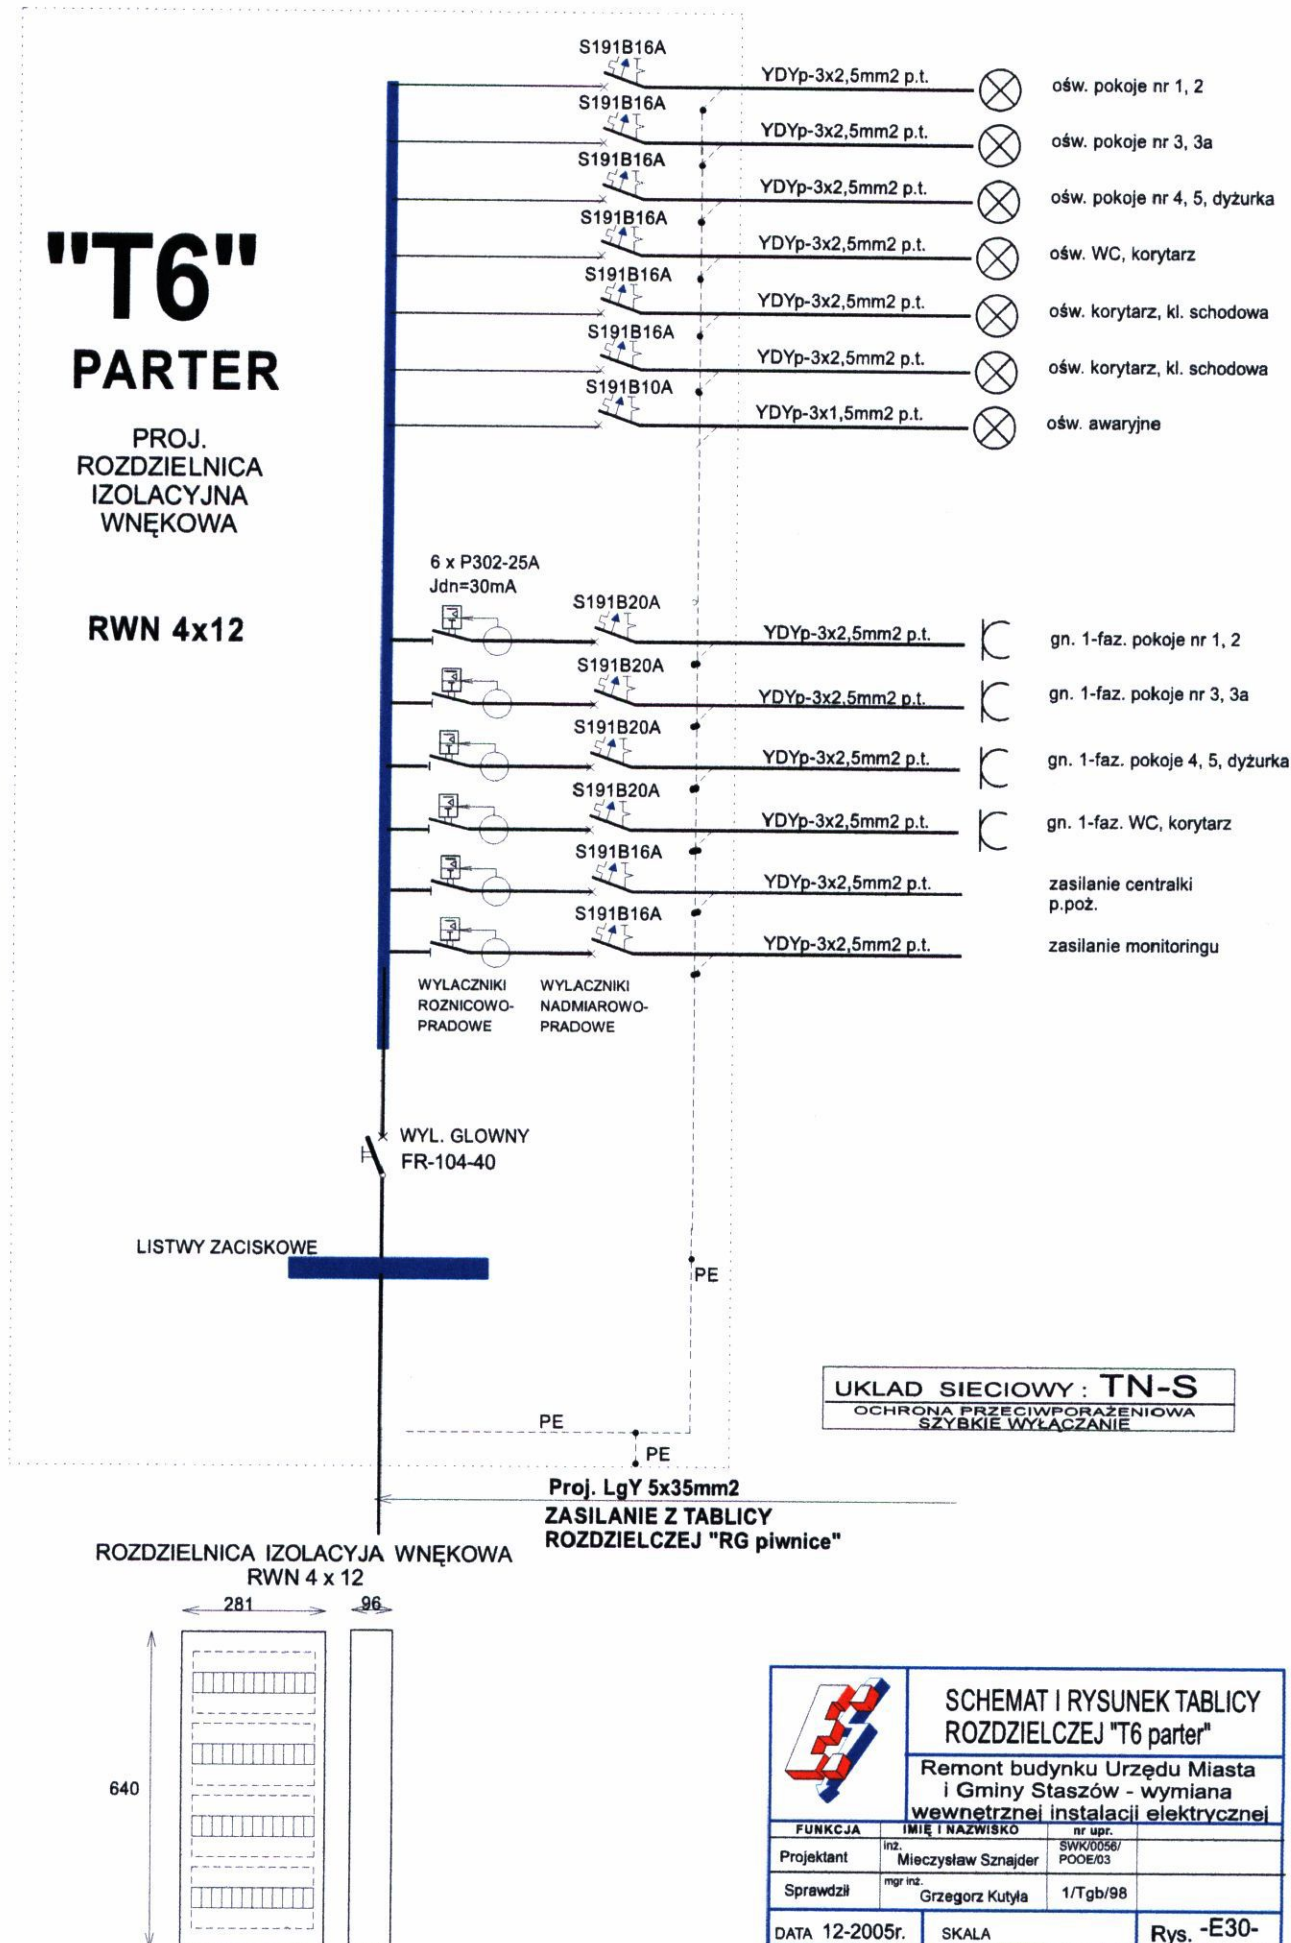 "T6"
PARTER
PROJ.
ROZDZIELNICA
IZOLACYJNA
WNĘKOWA
RWN 4x12
S191B16A
YDYp-3x2,5mm2 p.t.
ośw. pokoje nr 1, 2
S191B16A
YDYp-3x2,5mm2 p.t.
ośw. pokoje nr 3, 3a
S191B16A
YDYp-3x2,5mm2 p.t.
ośw. pokoje nr 4, 5, dyżurka
S191B16A
YDYp-3x2,5mm2 p.t.
ośw. WC, korytarz
S191B16A
YDYp-3x2,5mm2 p.t.
ośw. korytarz, kl. schodowa
S191B16A
YDYp-3x2,5mm2 p.t.
ośw. korytarz, kl. schodowa
S191B10A
YDYp-3x1,5mm2 p.t.
ośw. awaryjne
6 x P302-25A
Jdn=30mA
S191B20A
YDYp-3x2,5mm2 p.t.
gn. 1-faz. pokoje nr 1, 2
S191B20A
YDYp-3x2,5mm2 p.t.
gn. 1-faz. pokoje nr 3, 3a
S191B20A
YDYp-3x2,5mm2 p.t.
gn. 1-faz. pokoje 4, 5, dyżurka
S191B20A
YDYp-3x2,5mm2 p.t.
gn. 1-faz. WC, korytarz
S191B16A
YDYp-3x2,5mm2 p.t.
zasilanie centralki
p.poż.
S191B16A
YDYp-3x2,5mm2 p.t.
zasilanie monitoringu
WYLACZNIKI
ROZNICOWO-
PRADOWE
WYLACZNIKI
NADMIAROWO-
PRADOWE
WYL. GLOWNY
FR-104-40
LISTWY ZACISKOWE
PE
PE
PE
UKLAD SIECIOWY : TN-S
OCHRONA PRZECIWPORAŻENIOWA
SZYBKIE WYŁĄCZANIE
Proj. LgY 5x35mm2
ZASILANIE Z TABLICY
ROZDZIELCZEJ "RG piwnice"
ROZDZIELNICA IZOLACYJA WNĘKOWA
RWN 4 x 12
281
96
640
SCHEMAT I RYSUNEK TABLICY
ROZDZIELCZEJ "T6 parter"
Remont budynku Urzędu Miasta
i Gminy Staszów - wymiana
wewnętrznej instalacji elektrycznej
FUNKCJA IMIĘ I NAZWISKO nr upr.
Projektant inż. Mieczysław Sznajder SWK/0056/
POOE/03
Sprawdził mgr inż. Grzegorz Kutyła 1/Tgb/98
DATA 12-2005r. SKALA Rys. -E30-